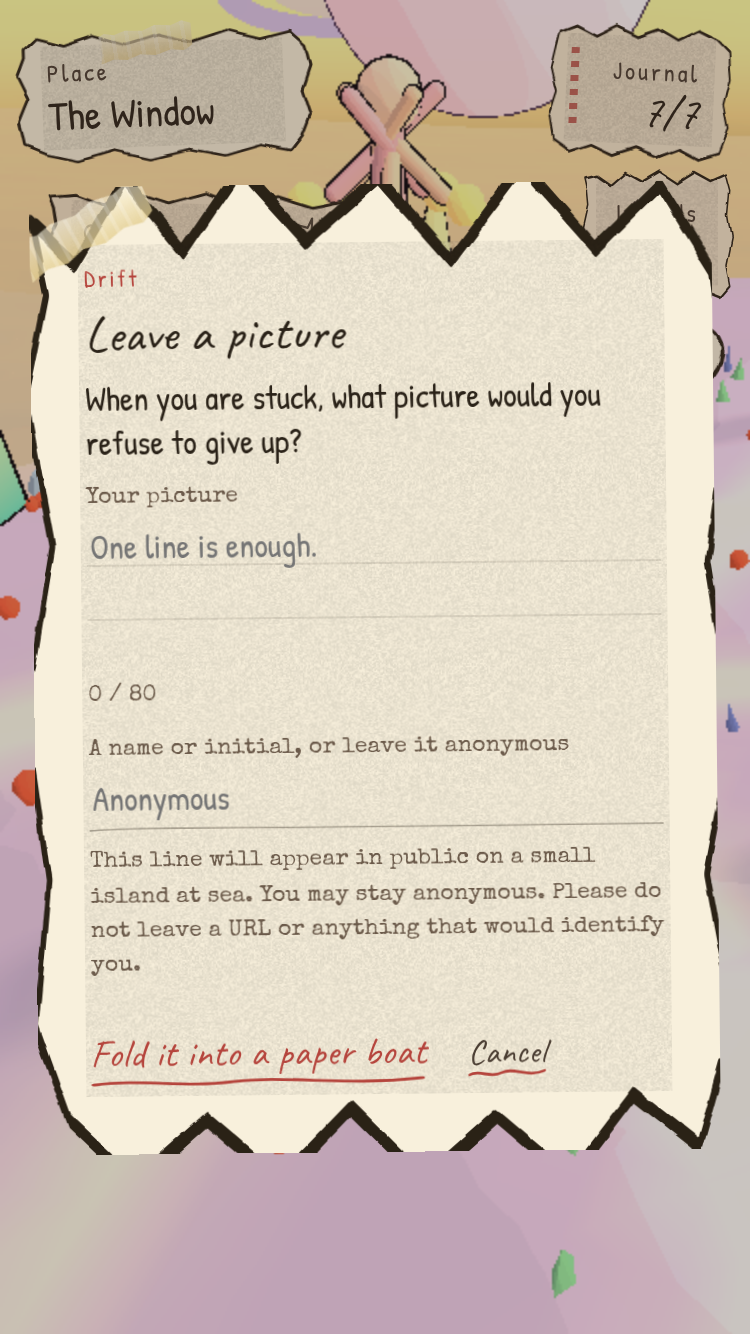 Place
The Window
Journal
7/7
Drift
Leave a picture
When you are stuck, what picture would you
refuse to give up?
Your picture
One line is enough.
0 / 80
A name or initial, or leave it anonymous
Anonymous
This line will appear in public on a small
island at sea. You may stay anonymous. Please do
not leave a URL or anything that would identify
you.
Fold it into a paper boat
Cancel